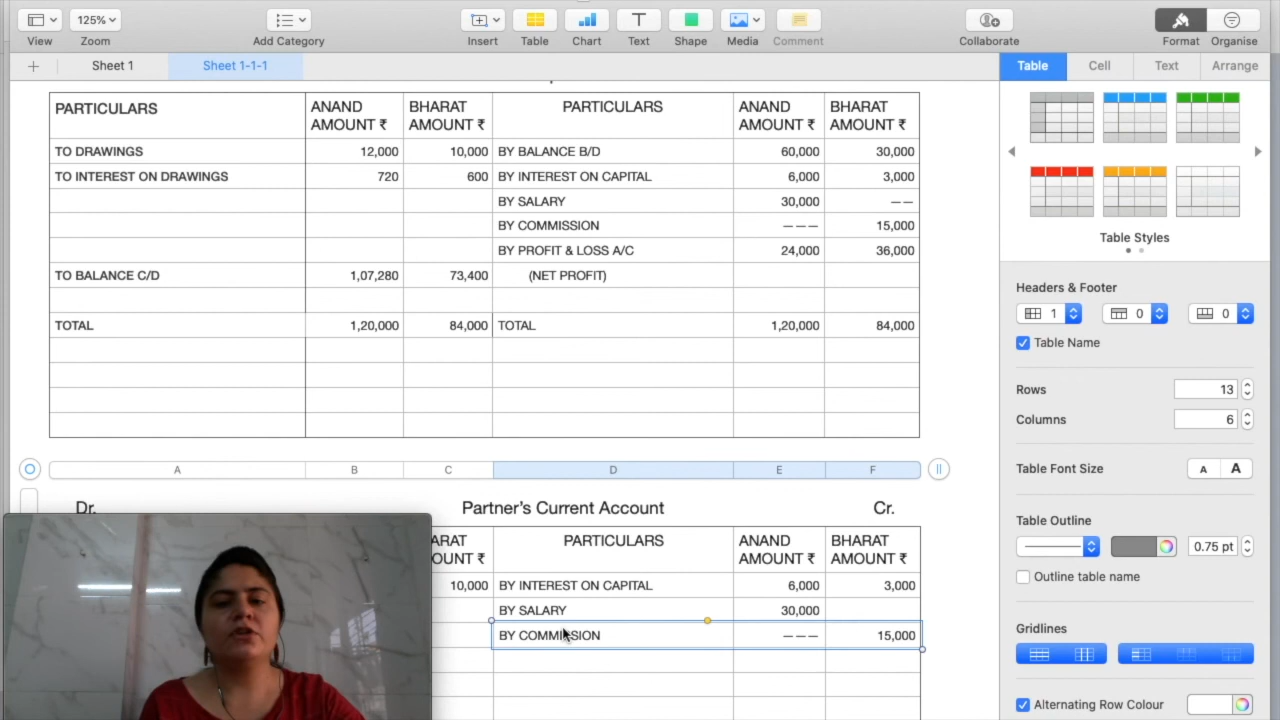 View
125%
Zoom
Add Category
Insert
Table
Chart
Text
Shape
Media
Comment
Collaborate
Format
Organise
+ Sheet 1 Sheet 1-1-1
Table Cell Text Arrange
PARTICULARS ANAND AMOUNT ₹ BHARAT AMOUNT ₹ PARTICULARS ANAND AMOUNT ₹ BHARAT AMOUNT ₹
TO DRAWINGS 12,000 10,000 BY BALANCE B/D 60,000 30,000
TO INTEREST ON DRAWINGS 720 600 BY INTEREST ON CAPITAL 6,000 3,000
BY SALARY 30,000 ——
BY COMMISSION ——— 15,000
BY PROFIT & LOSS A/C 24,000 36,000
TO BALANCE C/D 1,07,280 73,400 (NET PROFIT)
TOTAL 1,20,000 84,000 TOTAL 1,20,000 84,000
A B C D E F
Dr. Partner's Current Account Cr.
ARAT OUNT ₹ PARTICULARS ANAND AMOUNT ₹ BHARAT AMOUNT ₹
10,000 BY INTEREST ON CAPITAL 6,000 3,000
BY SALARY 30,000
BY COMMISSION ——— 15,000
Table Styles
Headers & Footer
1 0 0
Table Name
Rows 13
Columns 6
Table Font Size A A
Table Outline
0.75 pt
Outline table name
Gridlines
Alternating Row Colour